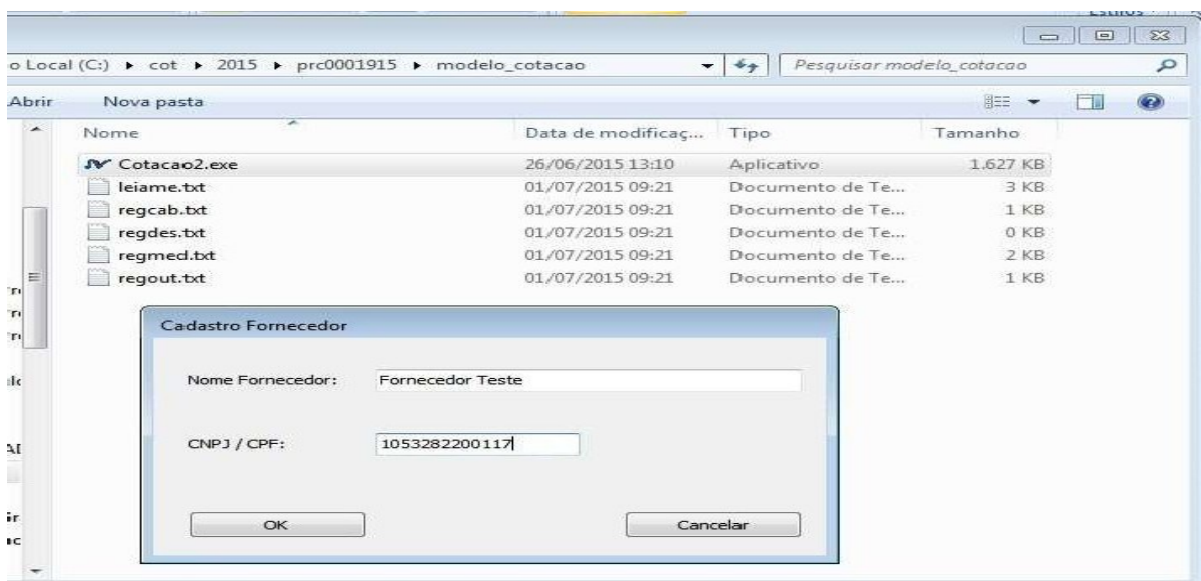 Estilos
o Local (C:) cot 2015 prc0001915 modelo_cotacao Pesquisar modelo_cotacao
Abrir Nova pasta
Nome Data de modificaç... Tipo Tamanho
Cotacao2.exe 26/06/2015 13:10 Aplicativo 1.627 KB
leiame.txt 01/07/2015 09:21 Documento de Te... 3 KB
regcab.txt 01/07/2015 09:21 Documento de Te... 1 KB
regdes.txt 01/07/2015 09:21 Documento de Te... 0 KB
regmed.txt 01/07/2015 09:21 Documento de Te... 2 KB
regout.txt 01/07/2015 09:21 Documento de Te... 1 KB
Cadastro Fornecedor
Nome Fornecedor: Fornecedor Teste
CNPJ / CPF: 1053282200117
OK Cancelar